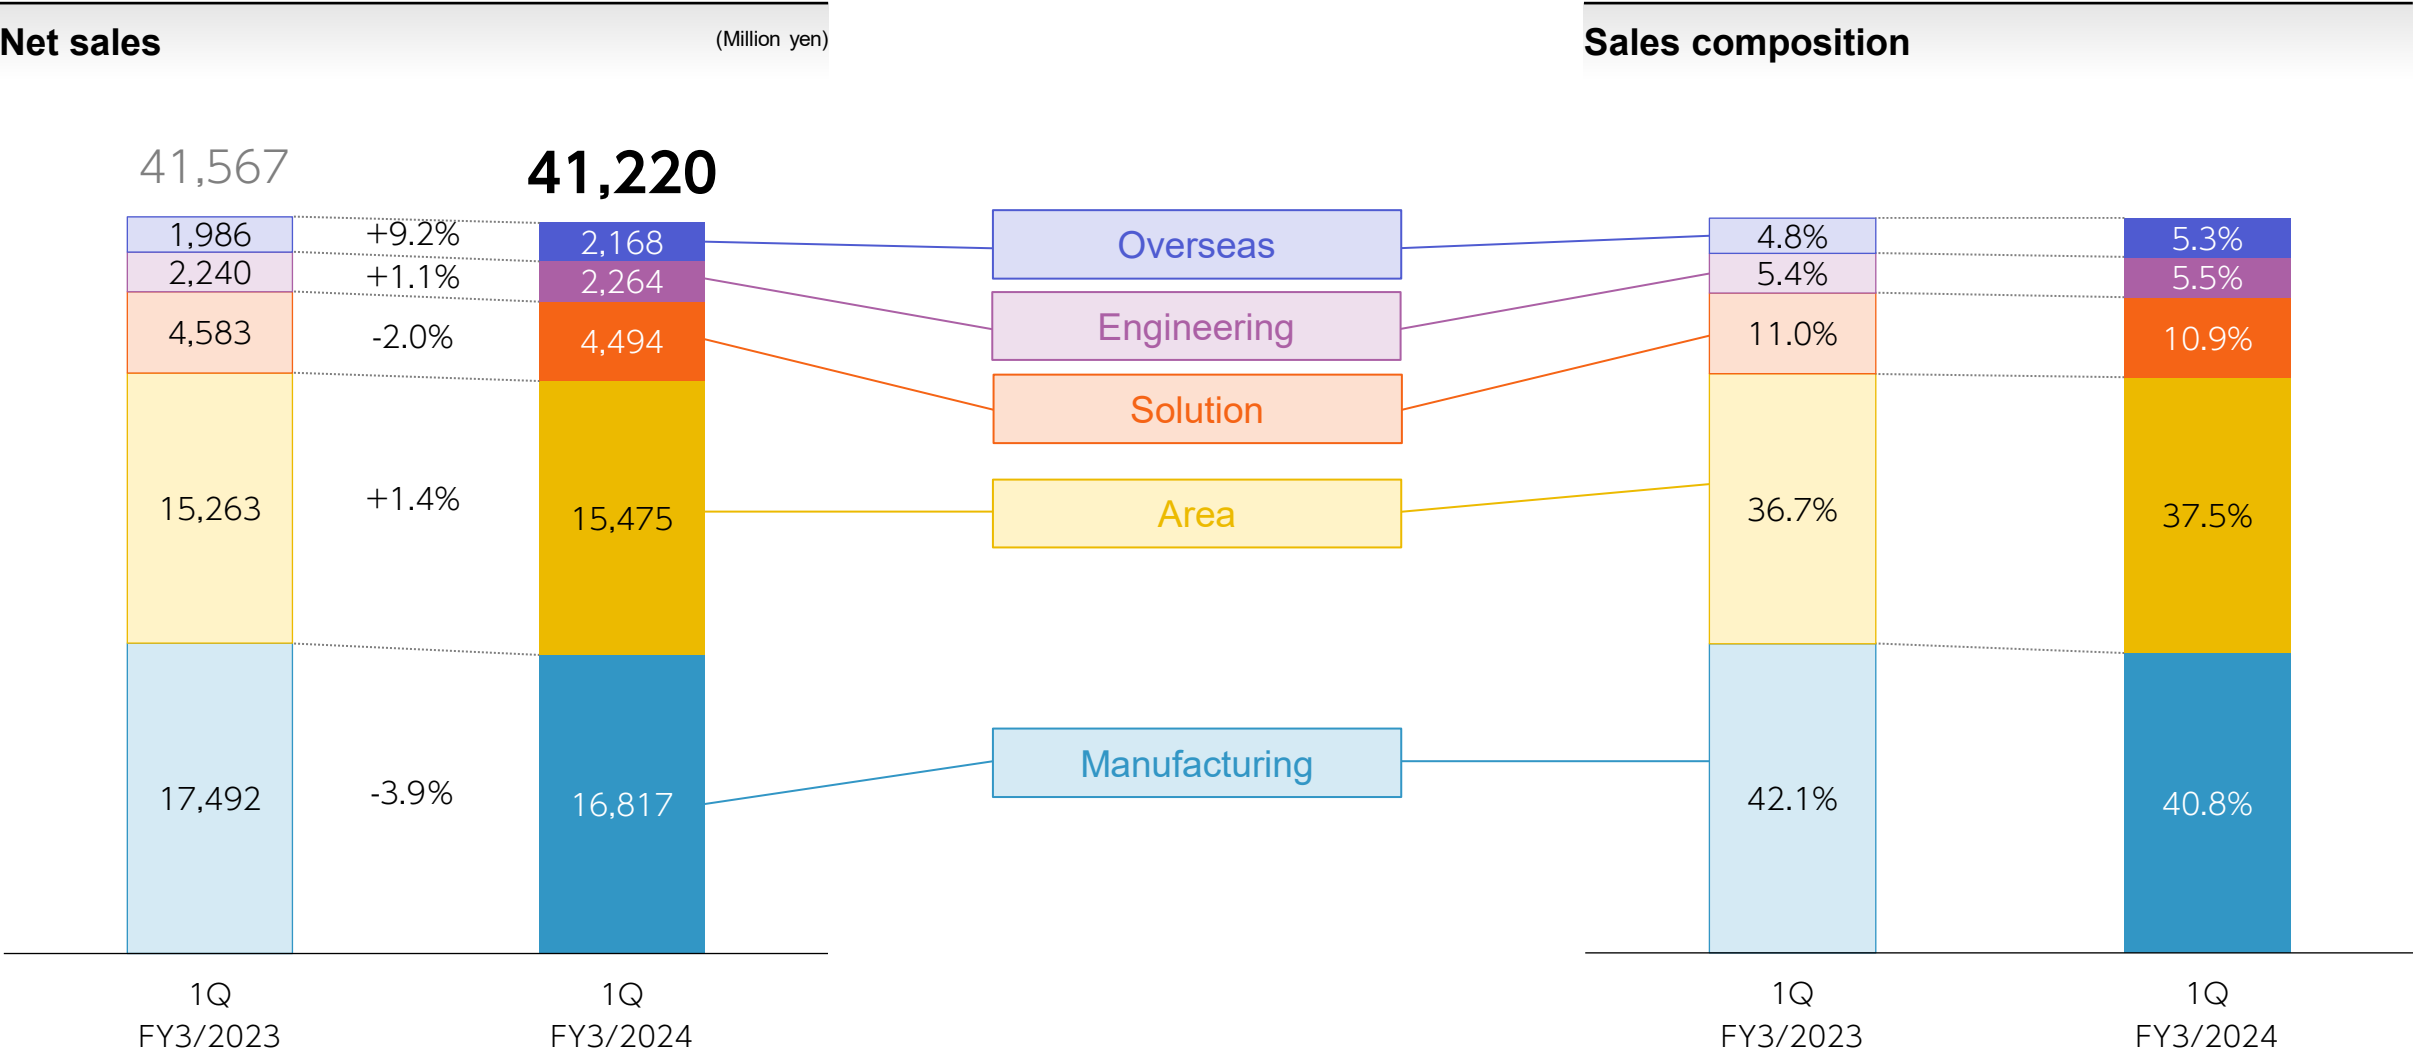 Net sales
(Million yen)
41,567
41,220
1,986
+9.2%
2,168
2,240
+1.1%
2,264
4,583
-2.0%
4,494
15,263
+1.4%
15,475
17,492
-3.9%
16,817
1Q
FY3/2023
1Q
FY3/2024
Overseas
Engineering
Solution
Area
Manufacturing
Sales composition
4.8%
5.3%
5.4%
5.5%
11.0%
10.9%
36.7%
37.5%
42.1%
40.8%
1Q
FY3/2023
1Q
FY3/2024